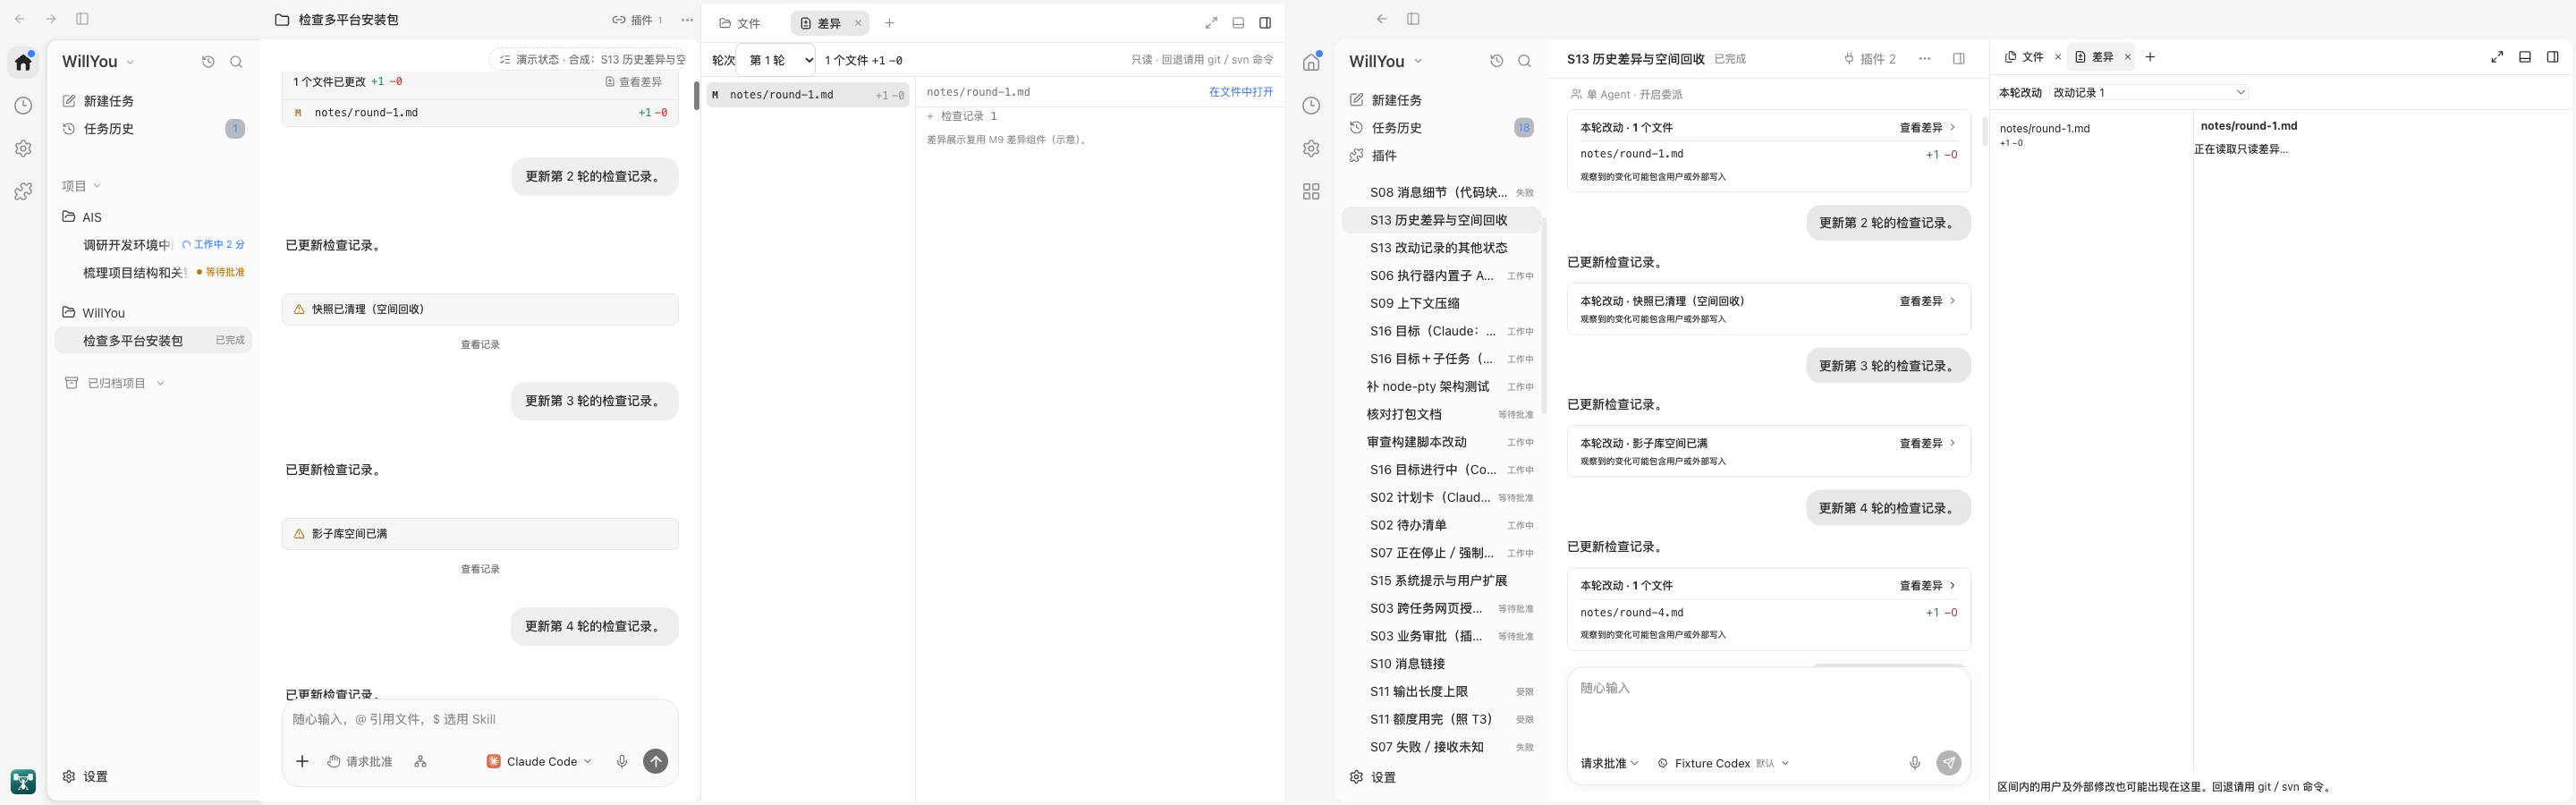 检查多平台安装包
插件 1
WillYou
新建任务
任务历史
1
项目
AIS
调研开发环境中
工作中 2 分
梳理项目结构和关
等待批准
WillYou
检查多平台安装包
已完成
已归档项目
设置
演示状态 · 合成：S13 历史差异与空
1 个文件已更改 +1 −0
查看差异
M notes/round-1.md
+1 −0
更新第 2 轮的检查记录。
已更新检查记录。
快照已清理（空间回收）
查看记录
更新第 3 轮的检查记录。
已更新检查记录。
影子库空间已满
查看记录
更新第 4 轮的检查记录。
已更新检查记录。
随心输入，@ 引用文件，$ 选用 Skill
请求批准
Claude Code
文件
差异
轮次
第 1 轮
1 个文件 +1 −0
只读 · 回退请用 git / svn 命令
M notes/round-1.md +1 −0
notes/round-1.md
在文件中打开
+ 检查记录 1
差异展示复用 M9 差异组件（示意）。
WillYou
新建任务
任务历史
18
插件
S08 消息细节（代码块...
失败
S13 历史差异与空间回收
S13 改动记录的其他状态
S06 执行器内置子 A...
工作中
S09 上下文压缩
S16 目标（Claude：...
工作中
S16 目标＋子任务（...
工作中
补 node-pty 架构测试
工作中
核对打包文档
等待批准
审查构建脚本改动
工作中
S16 目标进行中（Co...
工作中
S02 计划卡（Claud...
等待批准
S02 待办清单
工作中
S07 正在停止 / 强制...
工作中
S15 系统提示与用户扩展
S03 跨任务网页授...
等待批准
S03 业务审批（插...
等待批准
S10 消息链接
S11 输出长度上限
受限
S11 额度用完（照 T3）
受限
S07 失败 / 接收未知
失败
设置
S13 历史差异与空间回收
已完成
插件 2
单 Agent · 开启委派
本轮改动 · 1 个文件
查看差异
notes/round-1.md
+1 −0
观察到的变化可能包含用户或外部写入
更新第 2 轮的检查记录。
已更新检查记录。
本轮改动 · 快照已清理（空间回收）
查看差异
观察到的变化可能包含用户或外部写入
更新第 3 轮的检查记录。
已更新检查记录。
本轮改动 · 影子库空间已满
查看差异
观察到的变化可能包含用户或外部写入
更新第 4 轮的检查记录。
已更新检查记录。
本轮改动 · 1 个文件
查看差异
notes/round-4.md
+1 −0
观察到的变化可能包含用户或外部写入
随心输入
请求批准
Fixture Codex 默认
文件
差异
本轮改动
改动记录 1
notes/round-1.md
+1 −0
notes/round-1.md
正在读取只读差异...
区间内的用户及外部修改也可能出现在这里。回退请用 git / svn 命令。